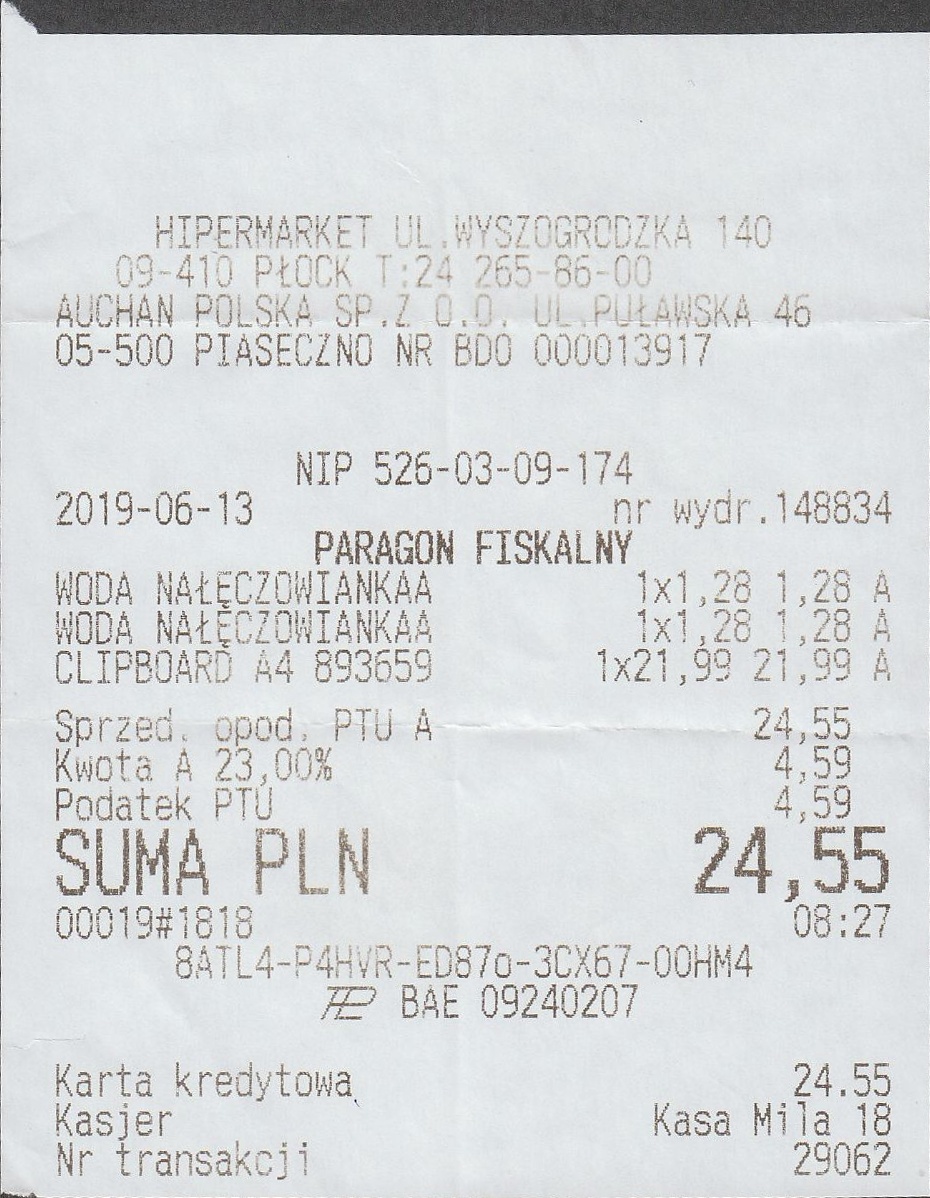 HIPERMARKET UL.WYSZOGRODZKA 140
09-410 PŁOCK T:24 265-86-00
AUCHAN POLSKA SP.Z O.O. UL.PUŁAWSKA 46
05-500 PIASECZNO NR BDO 000013917
NIP 526-03-09-174
2019-06-13 nr wydr.148834
PARAGON FISKALNY
WODA NAŁĘCZOWIANKAA 1x1,28 1,28 A
WODA NAŁĘCZOWIANKAA 1x1,28 1,28 A
CLIPBOARD A4 893659 1x21,99 21,99 A
Sprzed. opod. PTU A 24,55
Kwota A 23,00% 4,59
Podatek PTU 4,59
SUMA PLN 24,55
00019#1818 08:27
8ATL4-P4HVR-ED87o-3CX67-OOHM4
BAE 09240207
Karta kredytowa 24.55
Kasjer Kasa Mila 18
Nr transakcji 29062